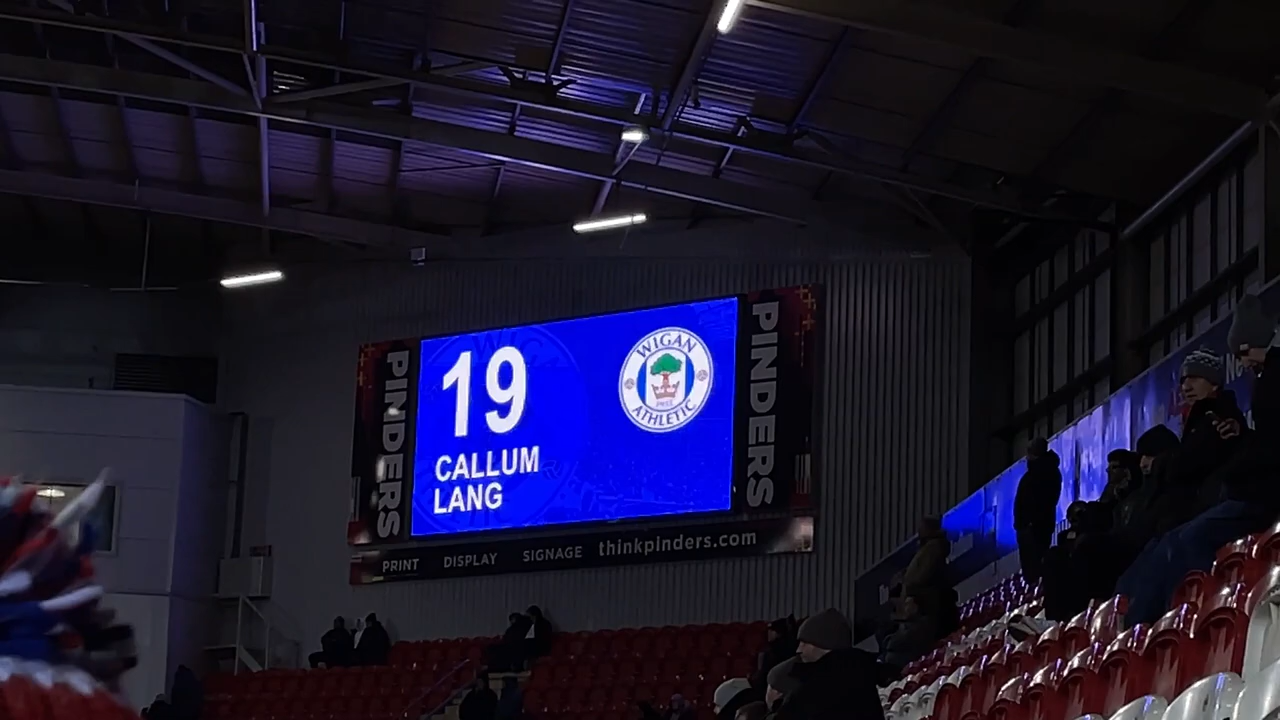 19
CALLUM
LANG
WIGAN
ATHLETIC
PINDERS
PINDERS
PRINT DISPLAY SIGNAGE thinkpinders.com